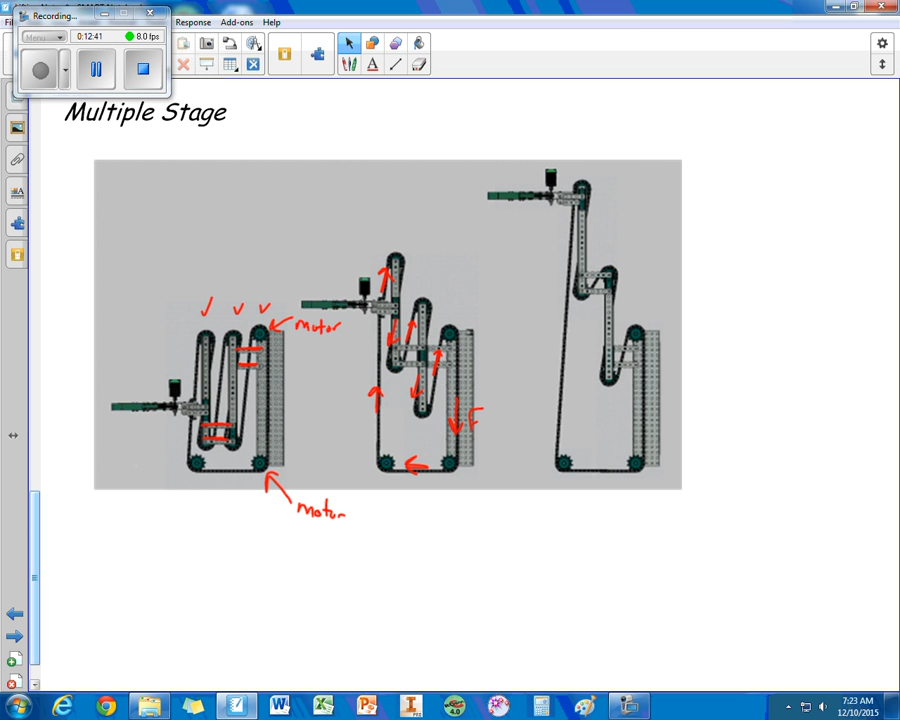 Recording...
Menu
0:12:41
8.0 fps
Response Add-ons Help
Multiple Stage
motor
F
motor
7:23 AM
12/10/2015